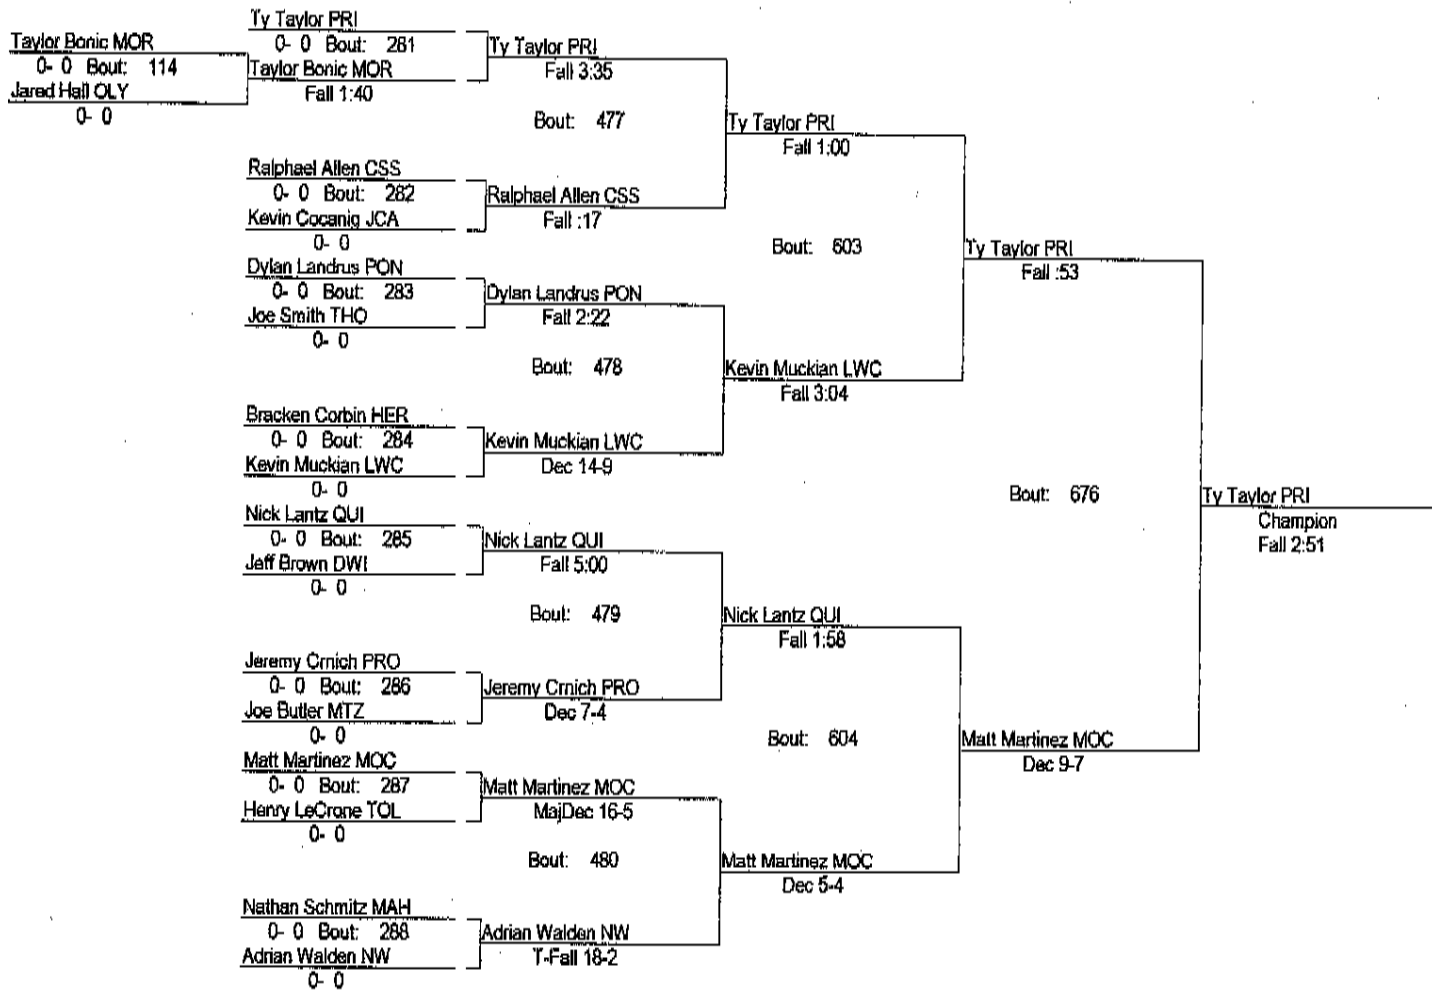 Ty Taylor PRI
Taylor Bonic MOR
0- 0 Bout: 281
Ty Taylor PRI
0- 0 Bout: 114
Taylor Bonic MOR
Fall 3:35
Jared Hall OLY
Fall 1:40
0- 0
Bout: 477
Ty Taylor PRI
Fall 1:00
Ralphael Allen CSS
0- 0 Bout: 282
Ralphael Allen CSS
Kevin Cocanig JCA
Fall :17
0- 0
Bout: 603
Ty Taylor PRI
Fall :53
Dylan Landrus PON
0- 0 Bout: 283
Dylan Landrus PON
Joe Smith THO
Fall 2:22
0- 0
Bout: 478
Kevin Muckian LWC
Fall 3:04
Bracken Corbin HER
0- 0 Bout: 284
Kevin Muckian LWC
Kevin Muckian LWC
Dec 14-9
0- 0
Bout: 676
Ty Taylor PRI
Champion
Fall 2:51
Nick Lantz QUI
0- 0 Bout: 285
Nick Lantz QUI
Jeff Brown DWI
Fall 5:00
0- 0
Bout: 479
Nick Lantz QUI
Fall 1:58
Jeremy Crnich PRO
0- 0 Bout: 286
Jeremy Crnich PRO
Joe Butler MTZ
Dec 7-4
0- 0
Bout: 604
Matt Martinez MOC
Dec 9-7
Matt Martinez MOC
0- 0 Bout: 287
Matt Martinez MOC
Henry LeCrone TOL
MajDec 16-5
0- 0
Bout: 480
Matt Martinez MOC
Dec 5-4
Nathan Schmitz MAH
0- 0 Bout: 288
Adrian Walden NW
Adrian Walden NW
T-Fall 18-2
0- 0